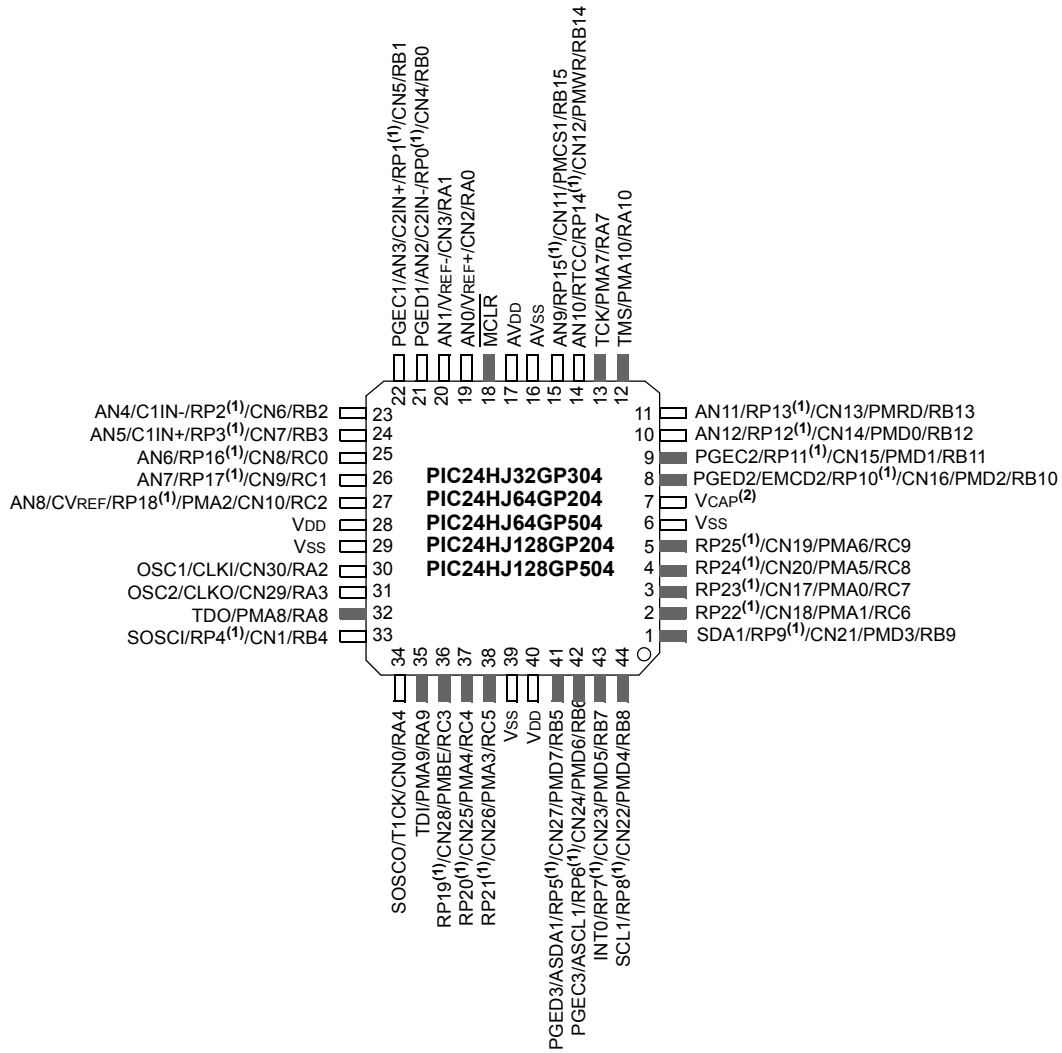 PGEC1/AN3/C2IN+/RP1(1)/CN5/RB1
PGED1/AN2/C2IN-/RP0(1)/CN4/RB0
AN1/VREF-/CN3/RA1
AN0/VREF+/CN2/RA0
MCLR
AVDD
AVSS
AN9/RP15(1)/CN11/PMCS1/RB15
AN10/RTCC/RP14(1)/CN12/PMWR/RB14
TCK/PMA7/RA7
TMS/PMA10/RA10
22
21
20
19
18
17
16
15
14
13
12
AN4/C1IN-/RP2(1)/CN6/RB2
23
AN5/C1IN+/RP3(1)/CN7/RB3
24
AN6/RP16(1)/CN8/RC0
25
AN7/RP17(1)/CN9/RC1
26
AN8/CVREF/RP18(1)/PMA2/CN10/RC2
27
VDD
28
VSS
29
OSC1/CLKI/CN30/RA2
30
OSC2/CLKO/CN29/RA3
31
TDO/PMA8/RA8
32
SOSCI/RP4(1)/CN1/RB4
33
PIC24HJ32GP304
PIC24HJ64GP204
PIC24HJ64GP504
PIC24HJ128GP204
PIC24HJ128GP504
11
AN11/RP13(1)/CN13/PMRD/RB13
10
AN12/RP12(1)/CN14/PMD0/RB12
9
PGEC2/RP11(1)/CN15/PMD1/RB11
8
PGED2/EMCD2/RP10(1)/CN16/PMD2/RB10
7
VCAP(2)
6
VSS
5
RP25(1)/CN19/PMA6/RC9
4
RP24(1)/CN20/PMA5/RC8
3
RP23(1)/CN17/PMA0/RC7
2
RP22(1)/CN18/PMA1/RC6
1
SDA1/RP9(1)/CN21/PMD3/RB9
34
35
36
37
38
39
40
41
42
43
44
SOSCO/T1CK/CN0/RA4
TDI/PMA9/RA9
RP19(1)/CN28/PMBE/RC3
RP20(1)/CN25/PMA4/RC4
RP21(1)/CN26/PMA3/RC5
VSS
VDD
PGED3/ASDA1/RP5(1)/CN27/PMD7/RB5
PGEC3/ASCL1/RP6(1)/CN24/PMD6/RB6
INT0/RP7(1)/CN23/PMD5/RB7
SCL1/RP8(1)/CN22/PMD4/RB8